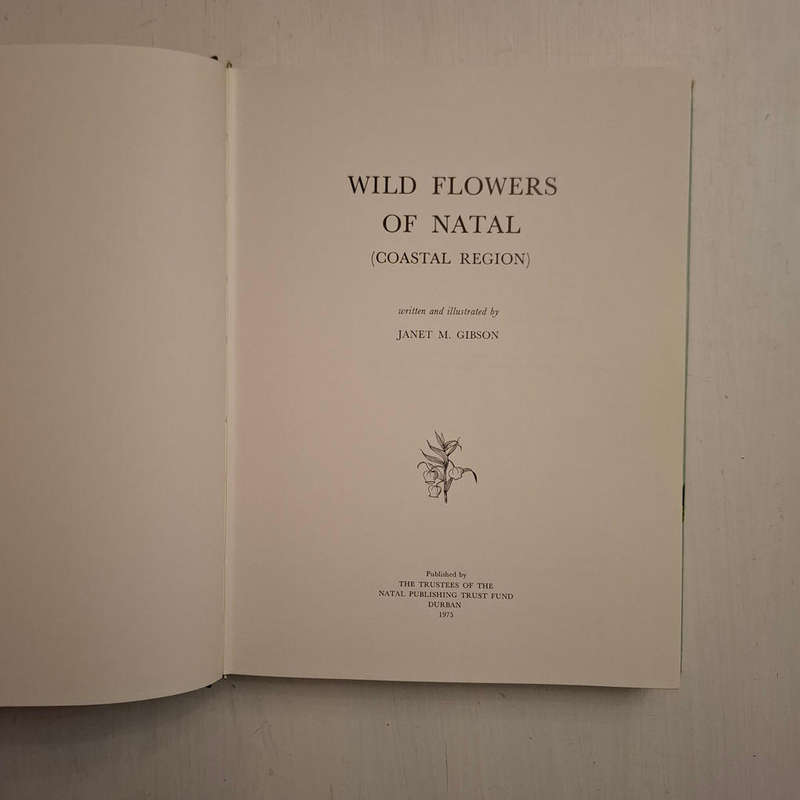 WILD FLOWERS
OF NATAL
(COASTAL REGION)
written and illustrated by
JANET M. GIBSON
Published by
THE TRUSTEES OF THE
NATAL PUBLISHING TRUST FUND
DURBAN
1975